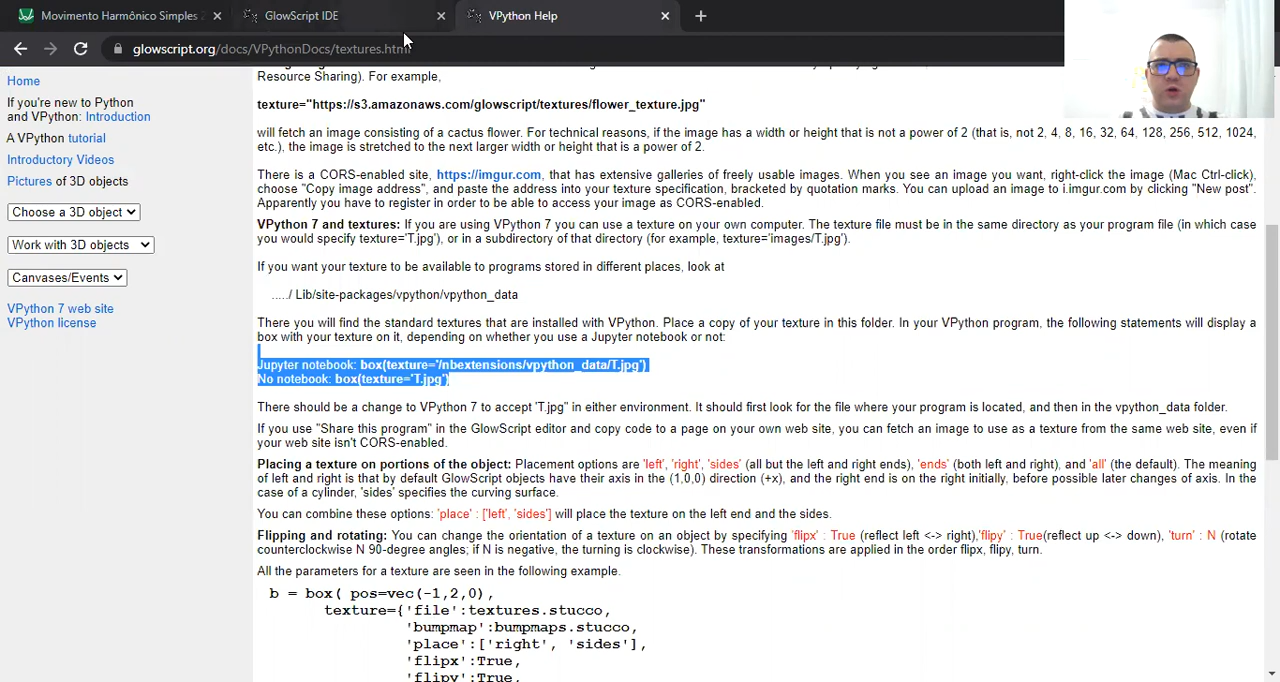 Movimento Harmônico Simples
GlowScript IDE
VPython Help
glowscript.org/docs/VPythonDocs/textures.html
Home
If you're new to Python
and VPython: Introduction
A VPython tutorial
Introductory Videos
Pictures of 3D objects
Choose a 3D object
Work with 3D objects
Canvases/Events
VPython 7 web site
VPython license
Resource Sharing). For example,
texture="https://s3.amazonaws.com/glowscript/textures/flower_texture.jpg"
will fetch an image consisting of a cactus flower. For technical reasons, if the image has a width or height that is not a power of 2 (that is, not 2, 4, 8, 16, 32, 64, 128, 256, 512, 1024,
etc.), the image is stretched to the next larger width or height that is a power of 2.
There is a CORS-enabled site, https://imgur.com, that has extensive galleries of freely usable images. When you see an image you want, right-click the image (Mac Ctrl-click),
choose "Copy image address", and paste the address into your texture specification, bracketed by quotation marks. You can upload an image to i.imgur.com by clicking "New post".
Apparently you have to register in order to be able to access your image as CORS-enabled.
VPython 7 and textures: If you are using VPython 7 you can use a texture on your own computer. The texture file must be in the same directory as your program file (in which case
you would specify texture='T.jpg'), or in a subdirectory of that directory (for example, texture='images/T.jpg').
If you want your texture to be available to programs stored in different places, look at
...../ Lib/site-packages/vpython/vpython_data
There you will find the standard textures that are installed with VPython. Place a copy of your texture in this folder. In your VPython program, the following statements will display a
box with your texture on it, depending on whether you use a Jupyter notebook or not:
Jupyter notebook: box(texture='/nbextensions/vpython_data/T.jpg')
No notebook: box(texture='T.jpg')
There should be a change to VPython 7 to accept 'T.jpg" in either environment. It should first look for the file where your program is located, and then in the vpython_data folder.
If you use "Share this program" in the GlowScript editor and copy code to a page on your own web site, you can fetch an image to use as a texture from the same web site, even if
your web site isn't CORS-enabled.
Placing a texture on portions of the object: Placement options are 'left', 'right', 'sides' (all but the left and right ends), 'ends' (both left and right), and 'all' (the default). The meaning
of left and right is that by default GlowScript objects have their axis in the (1,0,0) direction (+x), and the right end is on the right initially, before possible later changes of axis. In the
case of a cylinder, 'sides' specifies the curving surface.
You can combine these options: 'place' : ['left', 'sides'] will place the texture on the left end and the sides.
Flipping and rotating: You can change the orientation of a texture on an object by specifying 'flipx' : True (reflect left <-> right),'flipy' : True(reflect up <-> down), 'turn' : N (rotate
counterclockwise N 90-degree angles; if N is negative, the turning is clockwise). These transformations are applied in the order flipx, flipy, turn.
All the parameters for a texture are seen in the following example.
b = box( pos=vec(-1,2,0),
texture={'file':textures.stucco,
'bumpmap':bumpmaps.stucco,
'place':['right', 'sides'],
'flipx':True,
'flipy':True,